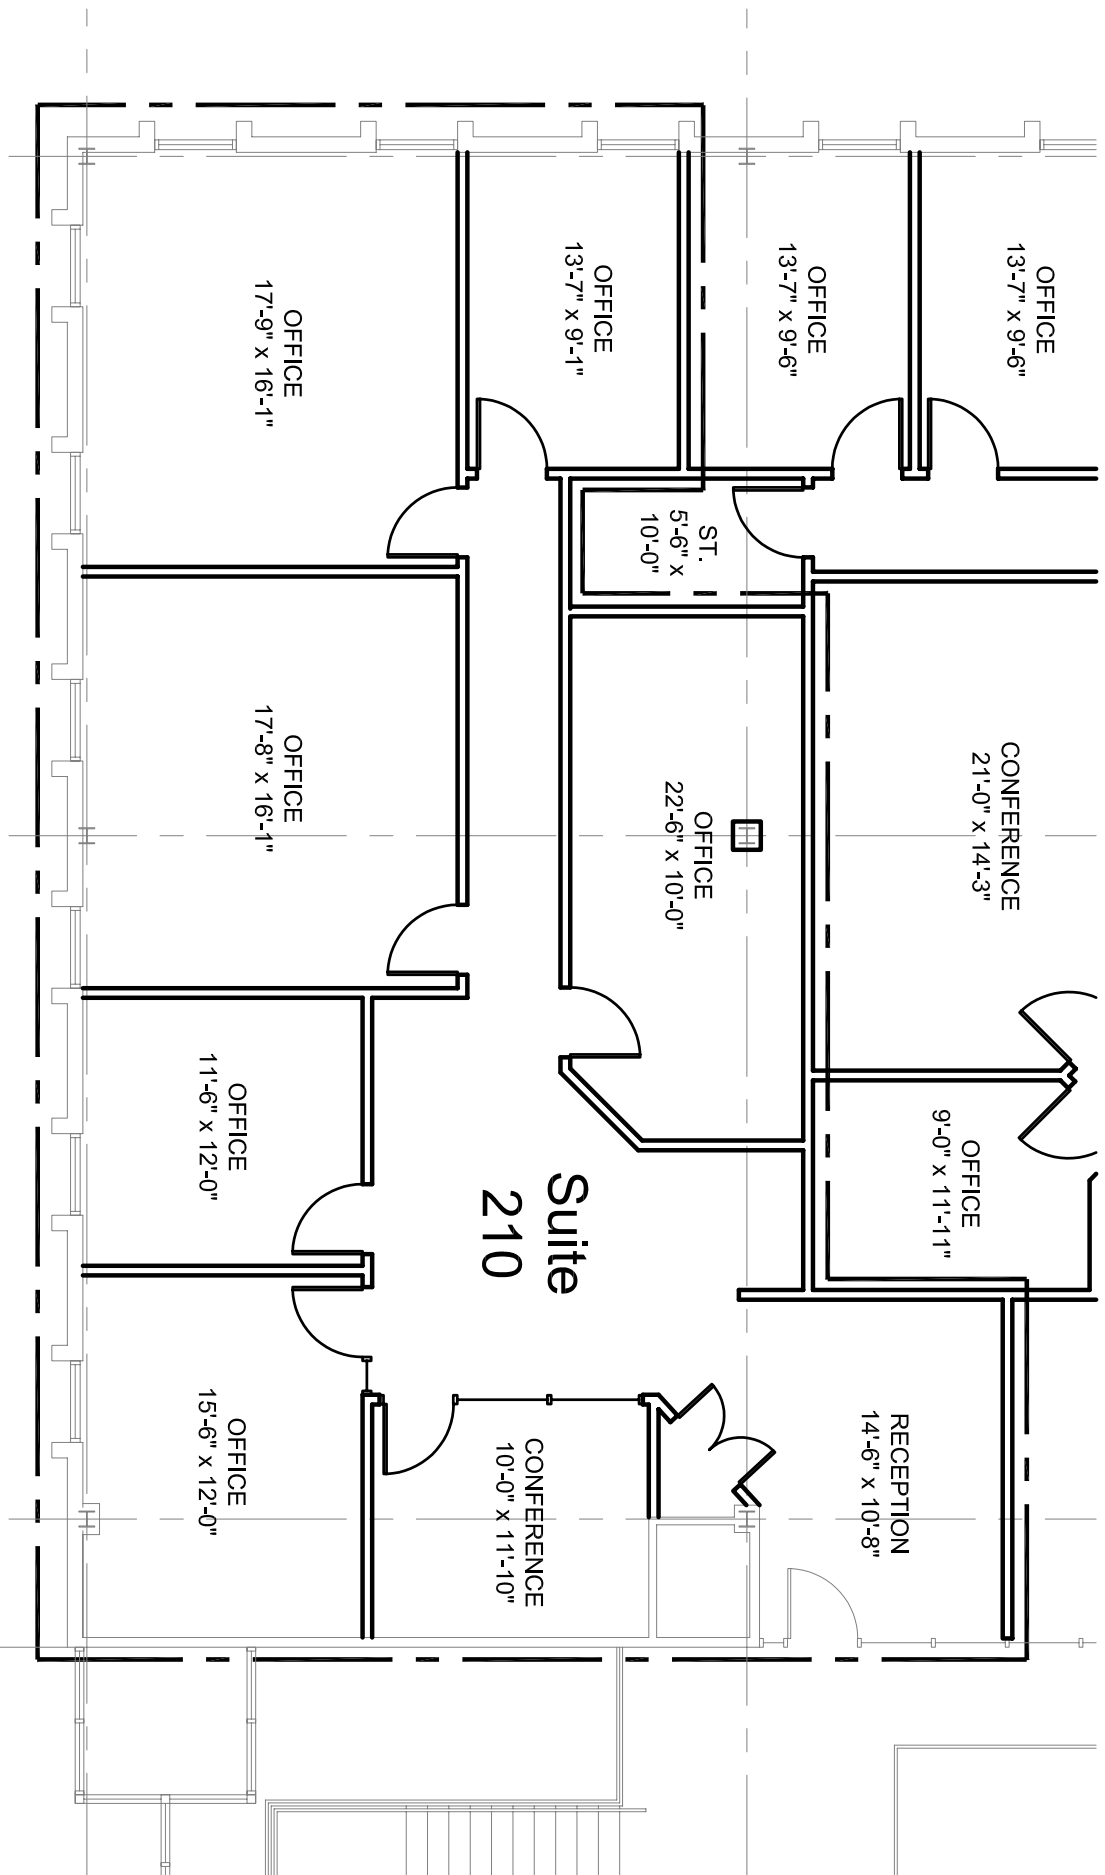 OFFICE
13'-7" x 9'-6"
OFFICE
13'-7" x 9'-6"
OFFICE
13'-7" x 9'-1"
OFFICE
17'-9" x 16'-1"
ST.
5'-6" x
10'-0"
CONFERENCE
21'-0" x 14'-3"
OFFICE
22'-6" x 10'-0"
OFFICE
17'-8" x 16'-1"
OFFICE
9'-0" x 11'-11"
OFFICE
11'-6" x 12'-0"
Suite
210
RECEPTION
14'-6" x 10'-8"
CONFERENCE
10'-0" x 11'-10"
OFFICE
15'-6" x 12'-0"